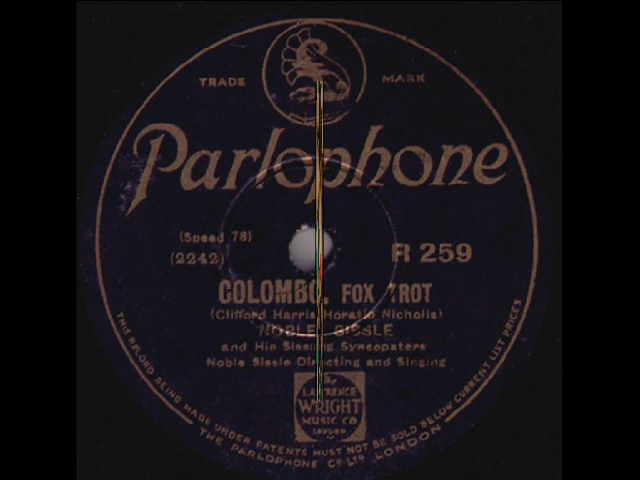 TRADE MARK
Parlophone
(Speed 78)
(2242)
R 259
COLOMBO, FOX TROT
(Clifford Harris Horatio Nicholls)
NOBLE SISSLE
and His Sizzling Syncopaters
Noble Sissle Directing and Singing
The
LAWRENCE
WRIGHT
MUSIC CO
LONDON
THIS RECORD BEING MADE UNDER PATENTS MUST NOT BE SOLD BELOW CURRENT LIST PRICES
THE PARLOPHONE Co. LTD LONDON